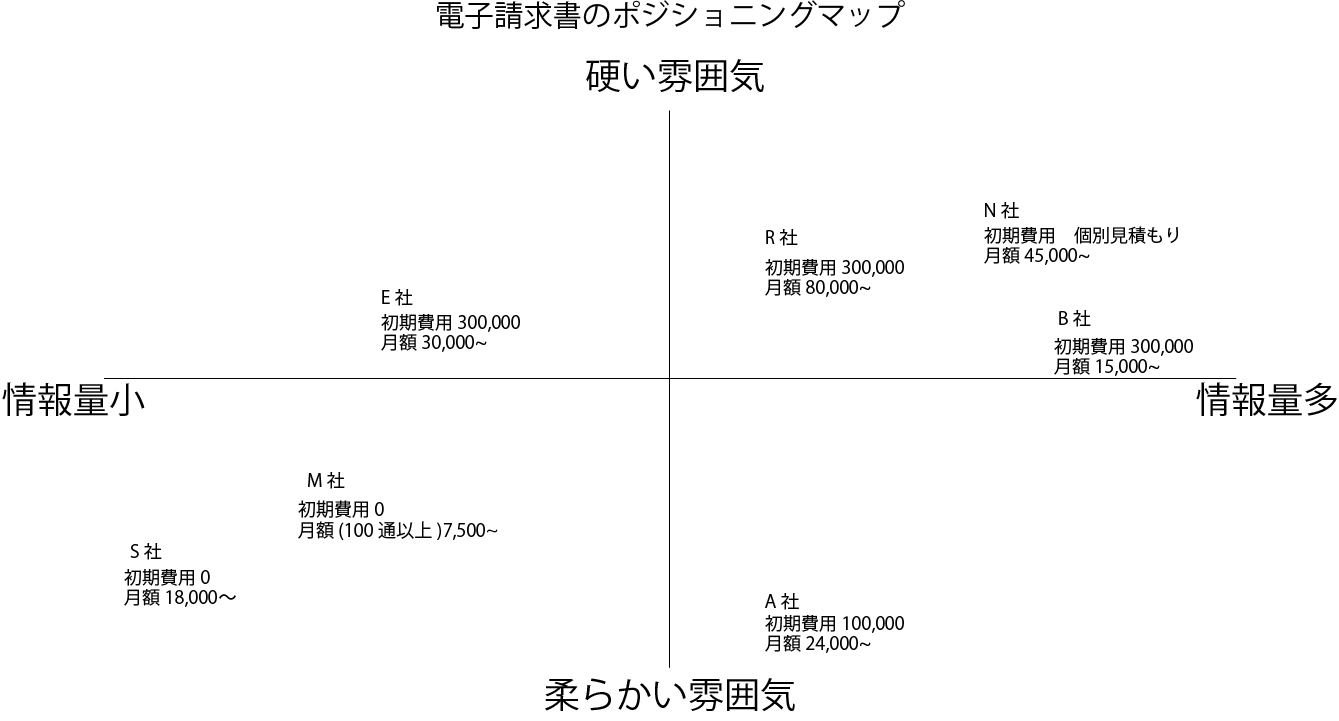 電子請求書のポジショニングマップ
硬い雰囲気
N 社
初期費用　個別見積もり
月額 45,000~
R 社
初期費用 300,000
月額 80,000~
E 社
初期費用 300,000
月額 30,000~
B 社
初期費用 300,000
月額 15,000~
情報量小
情報量多
M 社
初期費用 0
月額 (100 通以上 )7,500~
S 社
初期費用 0
月額 18,000〜
A 社
初期費用 100,000
月額 24,000~
柔らかい雰囲気